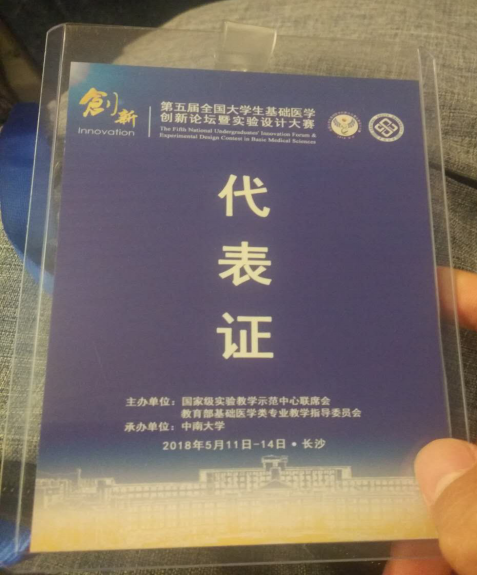 創新
Innovation
第五届全国大学生基础医学
创新论坛暨实验设计大赛
The Fifth National Undergraduates' Innovation Forum &
Experimental Design Contest in Basic Medical Sciences
代
表
证
主办单位：国家级实验教学示范中心联席会
教育部基础医学类专业教学指导委员会
承办单位：中南大学
2018年5月11日-14日 • 长沙